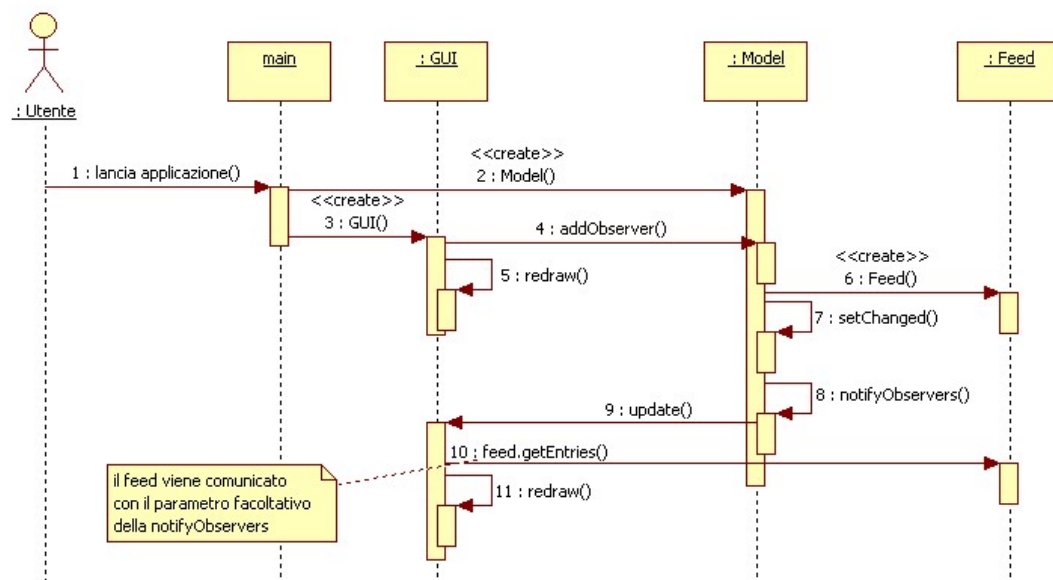 main
: GUI
: Model
: Feed
: Utente
1 : lancia applicazione()
<<create>>
2 : Model()
<<create>>
3 : GUI()
4 : addObserver()
5 : redraw()
<<create>>
6 : Feed()
7 : setChanged()
8 : notifyObservers()
9 : update()
10 : feed.getEntries()
il feed viene comunicato
con il parametro facoltativo
della notifyObservers
11 : redraw()